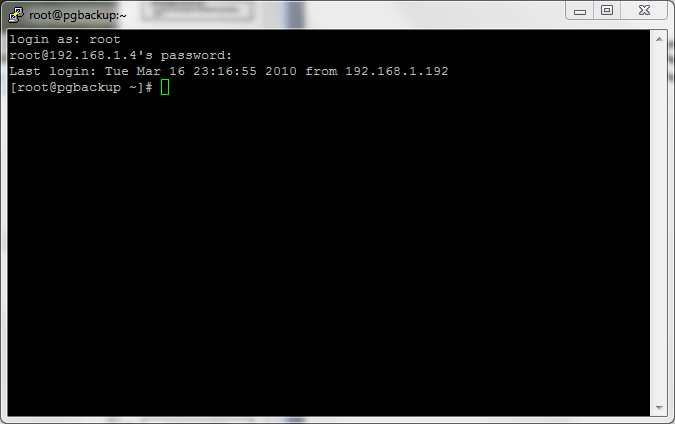 root@pgbackup:~
login as: root
root@192.168.1.4's password:
Last login: Tue Mar 16 23:16:55 2010 from 192.168.1.192
[root@pgbackup ~]#